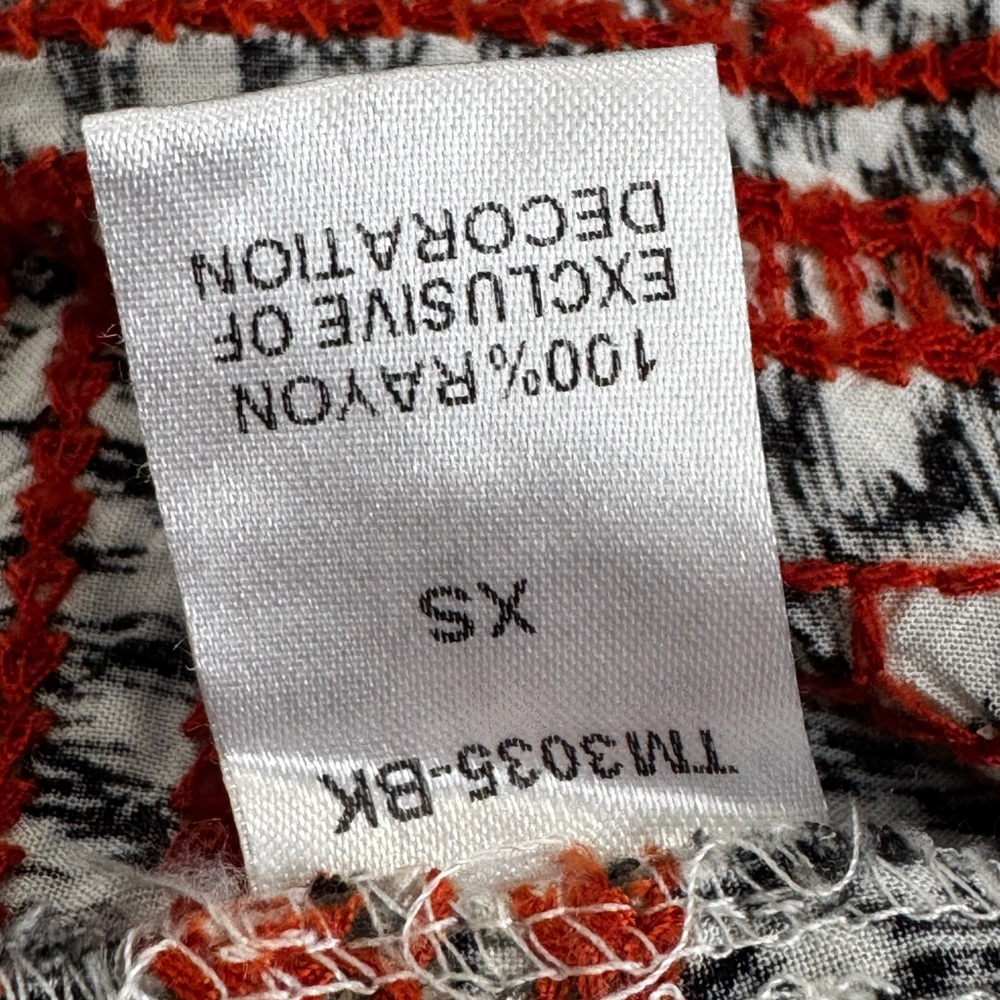 TM3035-BK
XS
100%RAYON
EXCLUSIVE OF
DECORATION